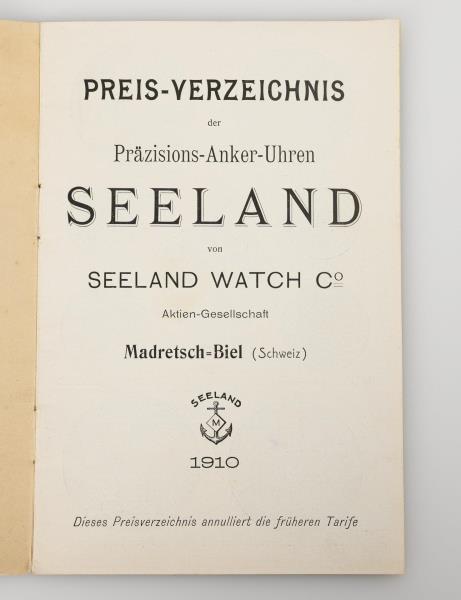 PREIS-VERZEICHNIS
der
Präzisions-Anker-Uhren
SEELAND
von
SEELAND WATCH Co
Aktien-Gesellschaft
Madretsch=Biel (Schweiz)
SEELAND
M
1910
Dieses Preisverzeichnis annulliert die früheren Tarife